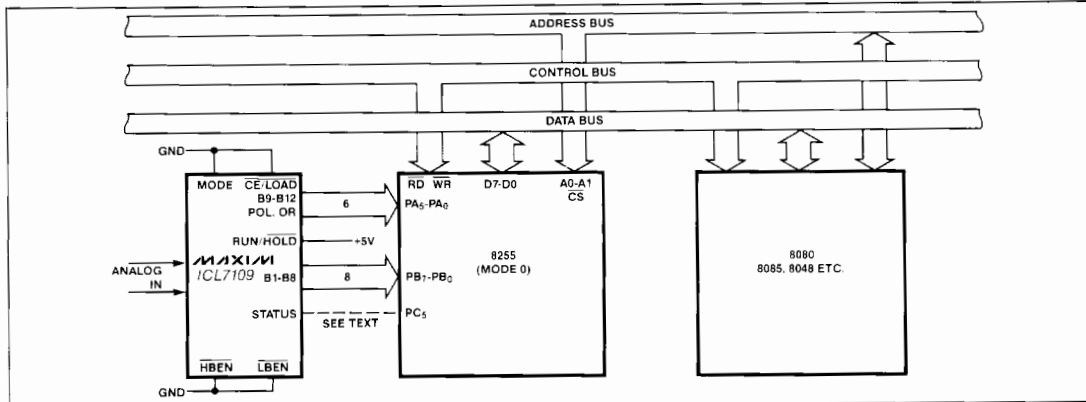 ADDRESS BUS
CONTROL BUS
DATA BUS
GND
MODE CE/LOAD
B9-B12
POL. OR
6
RUN/HOLD
+5V
MAXIM
ICL7109
B1-B8
8
ANALOG
IN
STATUS
SEE TEXT
HBEN LBEN
GND
RD WR D7-D0 A0-A1
CS
PA5-PA0
8255
(MODE 0)
PB7-PB0
PC5
8080
8085, 8048 ETC.